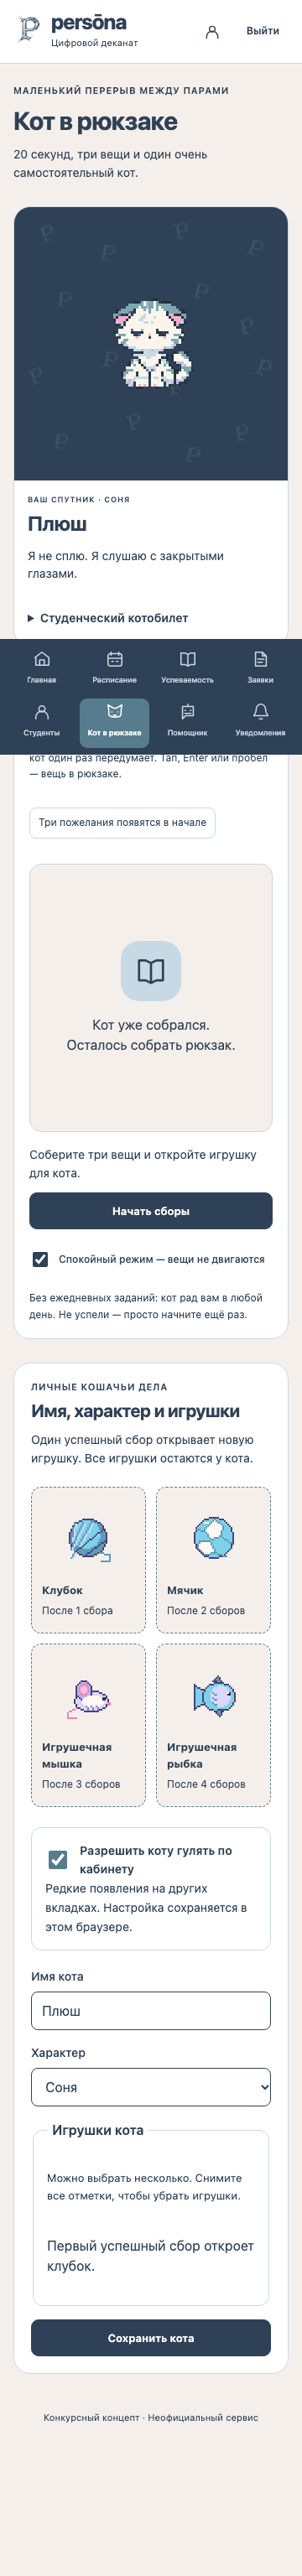 persōna
Цифровой деканат
Выйти
МАЛЕНЬКИЙ ПЕРЕРЫВ МЕЖДУ ПАРАМИ
Кот в рюкзаке
20 секунд, три вещи и один очень
самостоятельный кот.
ВАШ СПУТНИК · СОНЯ
Плюш
Я не сплю. Я слушаю с закрытыми
глазами.
Студенческий котобилет
Главная
Расписание
Успеваемость
Заявки
Студенты
Кот в рюкзаке
Помощник
Уведомления
кот один раз передумает. Тап, Enter или пробел
— вещь в рюкзаке.
Три пожелания появятся в начале
Кот уже собрался.
Осталось собрать рюкзак.
Соберите три вещи и откройте игрушку
для кота.
Начать сборы
Спокойный режим — вещи не двигаются
Без ежедневных заданий: кот рад вам в любой
день. Не успели — просто начните ещё раз.
ЛИЧНЫЕ КОШАЧЬИ ДЕЛА
Имя, характер и игрушки
Один успешный сбор открывает новую
игрушку. Все игрушки остаются у кота.
Клубок
После 1 сбора
Мячик
После 2 сборов
Игрушечная
мышка
После 3 сборов
Игрушечная
рыбка
После 4 сборов
Разрешить коту гулять по
кабинету
Редкие появления на других
вкладках. Настройка сохраняется в
этом браузере.
Имя кота
Плюш
Характер
Соня
Игрушки кота
Можно выбрать несколько. Снимите
все отметки, чтобы убрать игрушки.
Первый успешный сбор откроет
клубок.
Сохранить кота
Конкурсный концепт · Неофициальный сервис